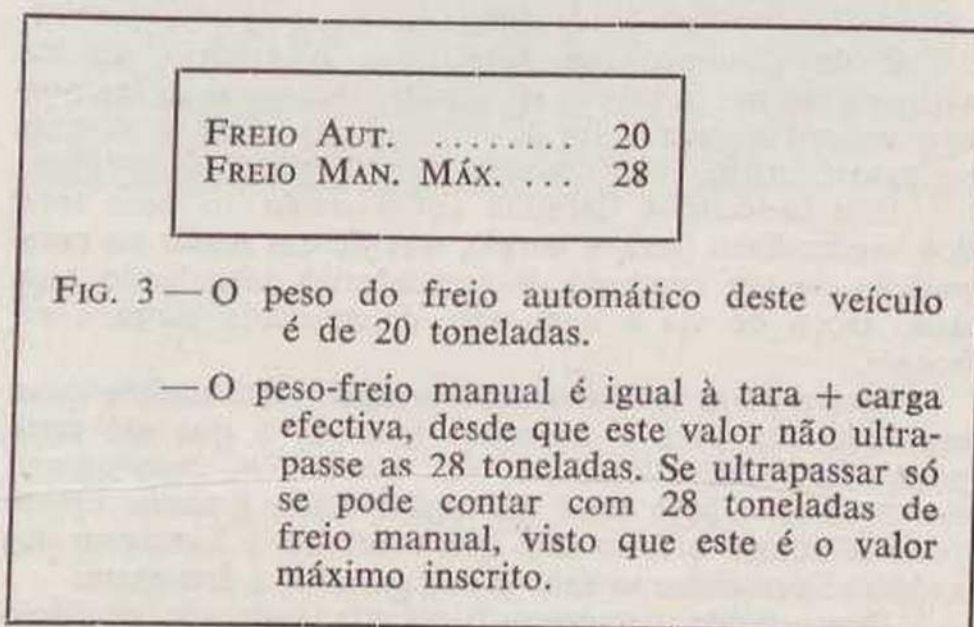 FREIO AUT. ........ 20
FREIO MAN. MÁX. ... 28
FIG. 3 — O peso do freio automático deste veículo
é de 20 toneladas.
— O peso-freio manual é igual à tara + carga
efectiva, desde que este valor não ultra-
passe as 28 toneladas. Se ultrapassar só
se pode contar com 28 toneladas de
freio manual, visto que este é o valor
máximo inscrito.